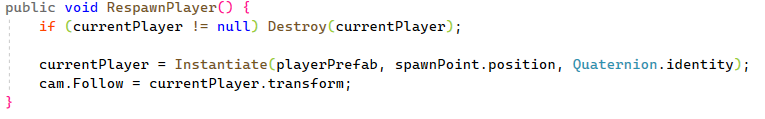 public void RespawnPlayer() {
    if (currentPlayer != null) Destroy(currentPlayer);

    currentPlayer = Instantiate(playerPrefab, spawnPoint.position, Quaternion.identity);
    cam.Follow = currentPlayer.transform;
}